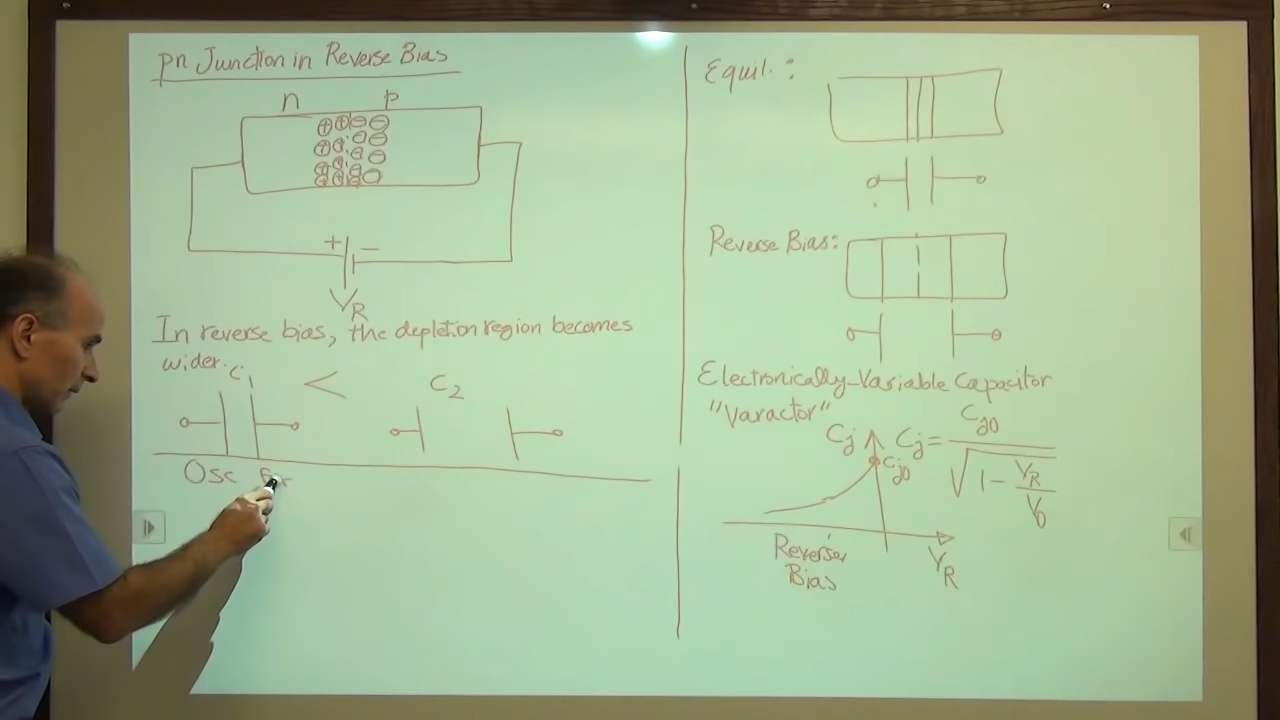 pn Junction in Reverse Bias
n p
+ −
VR
In reverse bias, the depletion region becomes
wider.
C1 < C2
Osc
Equil. :
Reverse Bias:
Electronically-Variable Capacitor
"Varactor"
Cj
Cj0
Cj = Cj0 / √(1 − VR/V0)
VR
Reverse
Bias